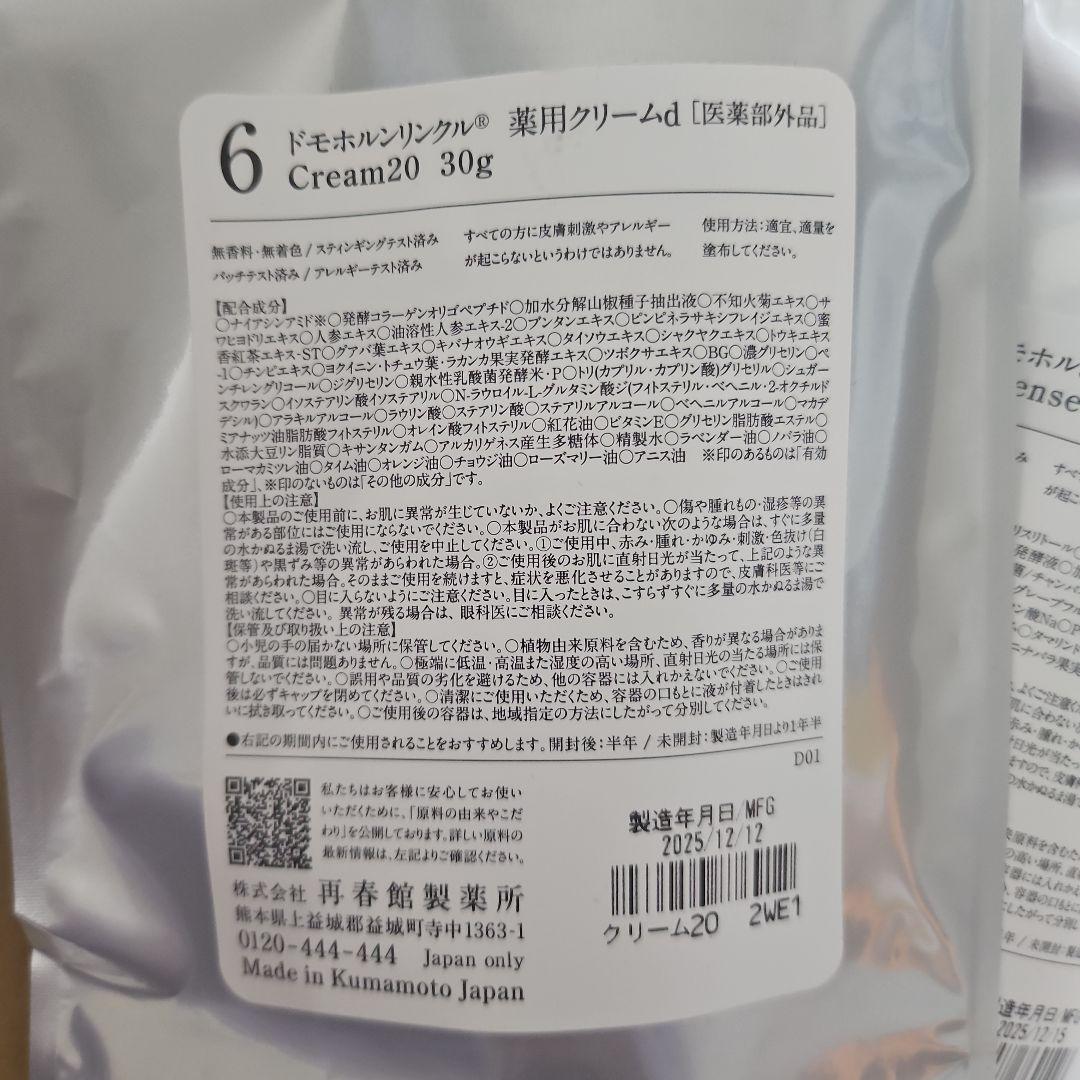 6 ドモホルンリンクル® 薬用クリームd [医薬部外品]
Cream20 30g
無香料・無着色 / スティンギングテスト済み
パッチテスト済み / アレルギーテスト済み
すべての方に皮膚刺激やアレルギー
が起こらないというわけではありません。
使用方法:適宜、適量を
塗布してください。
【配合成分】
○ナイアシンアミド※○発酵コラーゲンオリゴペプチド○加水分解山椒種子抽出液○不知火菊エキス○サ
ワヒヨドリエキス○人参エキス○油溶性人参エキス-2○ブンタンエキス○ピンピネラサキシフレイジエキス○蜜
香紅茶エキス-ST○グアバ葉エキス○キバナオウギエキス○タイソウエキス○シャクヤクエキス○トウキエキス
-1○チンピエキス○ヨクイニン・トチュウ葉・ラカンカ果実発酵エキス○ツボクサエキス○BG○濃グリセリン○ペ
ンチレングリコール○ジグリセリン○親水性乳酸菌発酵米・P○トリ(カプリル・カプリン酸)グリセリル○シュガー
スクワラン○イソステアリン酸イソステアリル○N-ラウロイル-L-グルタミン酸ジ(フィトステリル・ベヘニル・2-オクチルド
デシル)○アラキルアルコール○ラウリン酸○ステアリン酸○ステアリルアルコール○ベヘニルアルコール○マカデ
ミアナッツ油脂肪酸フィトステリル○オレイン酸フィトステリル○紅花油○ビタミンE○グリセリン脂肪酸エステル○
水添大豆リン脂質○キサンタンガム○アルカリゲネス産生多糖体○精製水○ラベンダー油○ノバラ油○
ローマカミツレ油○タイム油○オレンジ油○チョウジ油○ローズマリー油○アニス油 ※印のあるものは「有効
成分」、※印のないものは「その他の成分」です。
【使用上の注意】
○本製品のご使用前に、お肌に異常が生じていないか、よくご注意ください。○傷や腫れもの・湿疹等の異
常がある部位にはご使用にならないでください。○本製品がお肌に合わない次のような場合は、すぐに多量
の水かぬるま湯で洗い流し、ご使用を中止してください。①ご使用中、赤み・腫れ・かゆみ・刺激・色抜け(白
斑等)や黒ずみ等の異常があらわれた場合。②ご使用後のお肌に直射日光が当たって、上記のような異
常があらわれた場合。そのままご使用を続けますと、症状を悪化させることがありますので、皮膚科医等にご
相談ください。○目に入らないようにご注意ください。目に入ったときは、こすらずすぐに多量の水かぬるま湯で
洗い流してください。異常が残る場合は、眼科医にご相談ください。
【保管及び取り扱い上の注意】
○小児の手の届かない場所に保管してください。○植物由来原料を含むため、香りが異なる場合がありま
すが、品質には問題ありません。○極端に低温・高温また湿度の高い場所、直射日光の当たる場所には保
管しないでください。○誤用や品質の劣化を避けるため、他の容器には入れかえないでください。○ご使用
後は必ずキャップを閉めてください。○清潔にご使用いただくため、容器の口もとに液が付着したときはきれ
いに拭き取ってください。○ご使用後の容器は、地域指定の方法にしたがって分別してください。
●右記の期間内にご使用されることをおすすめします。開封後:半年 / 未開封:製造年月日より1年半
D01
私たちはお客様に安心してお使い
いただくために、「原料の由来やこだ
わり」を公開しております。詳しい原料の
最新情報は、左記よりご確認ください。
株式会社 再春館製薬所
熊本県上益城郡益城町寺中1363-1
0120-444-444 Japan only
Made in Kumamoto Japan
製造年月日/MFG
2025/12/12
クリーム20 2WE1
造年月日 MF
2025/12/15